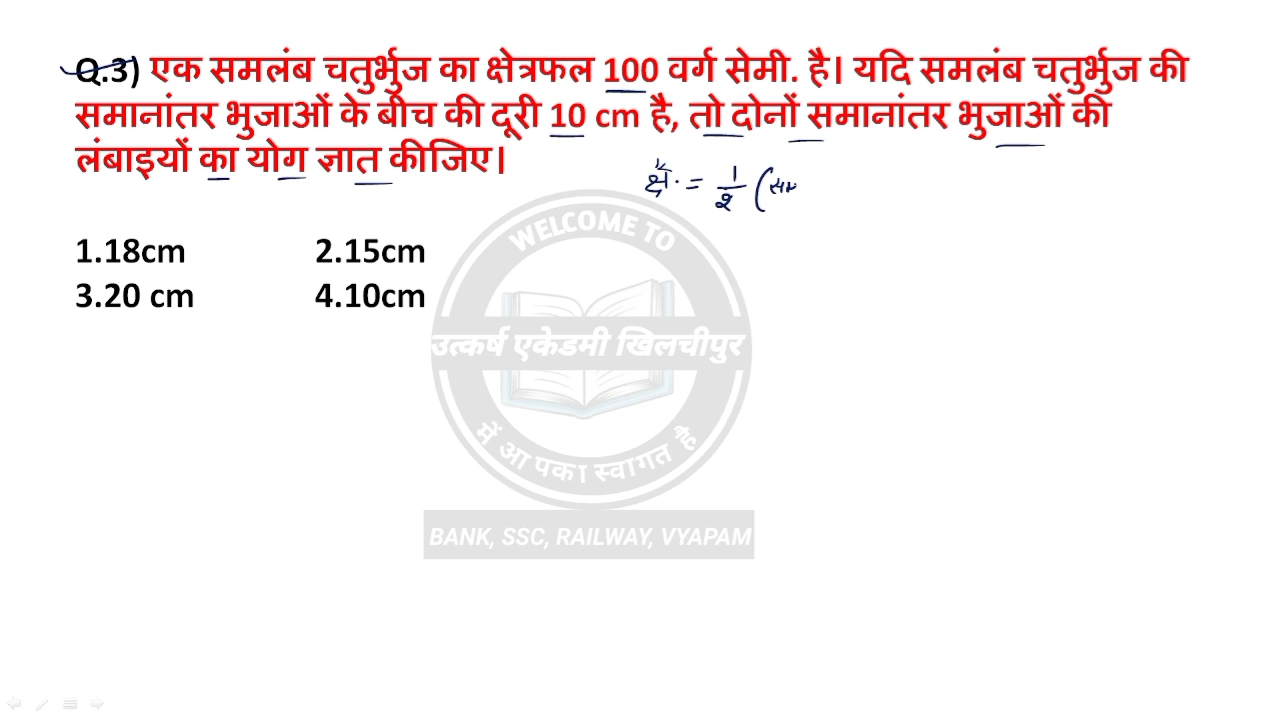 Q.3) एक समलंब चतुर्भुज का क्षेत्रफल 100 वर्ग सेमी. है। यदि समलंब चतुर्भुज की
समानांतर भुजाओं के बीच की दूरी 10 cm है, तो दोनों समानांतर भुजाओं की
लंबाइयों का योग ज्ञात कीजिए।
क्षे. = 1/2 (सम
1.18cm 2.15cm
3.20 cm 4.10cm
WELCOME TO
उत्कर्ष एकेडमी खिलचीपुर
में आपका स्वागत है
BANK, SSC, RAILWAY, VYAPAM